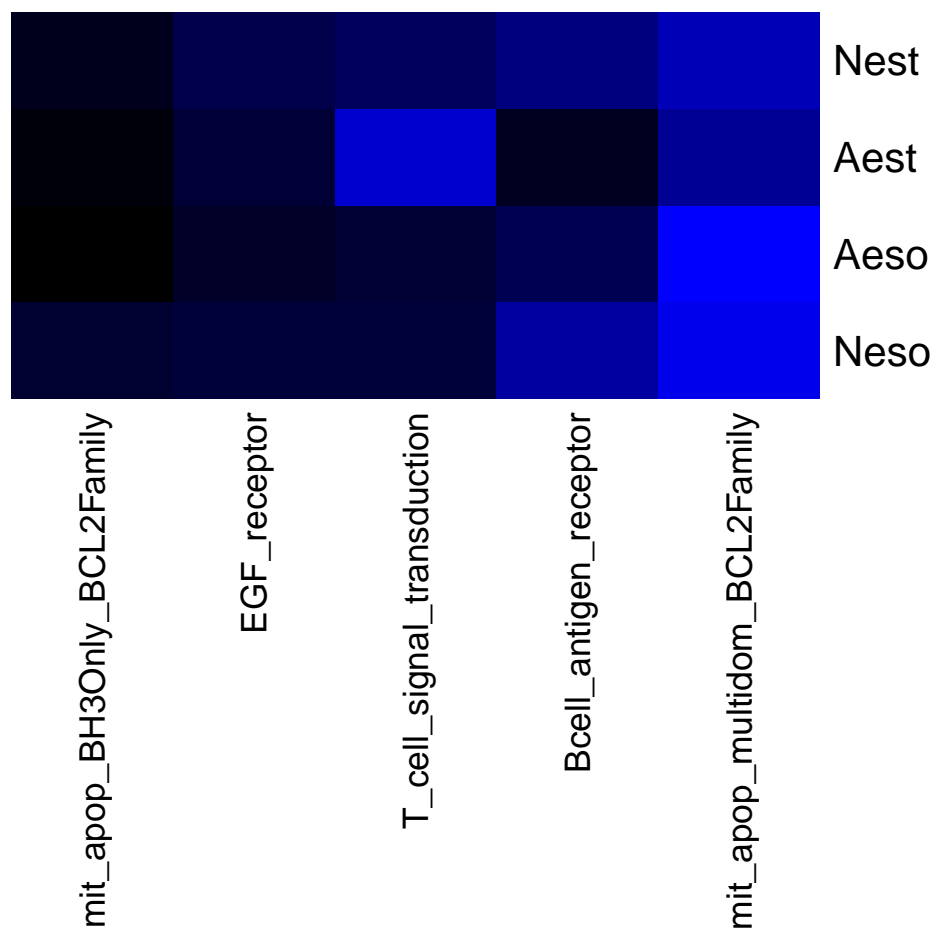 Nest
Aest
Aeso
Neso
mit_apop_BH3Only_BCL2Family
EGF_receptor
T_cell_signal_transduction
Bcell_antigen_receptor
mit_apop_multidom_BCL2Family